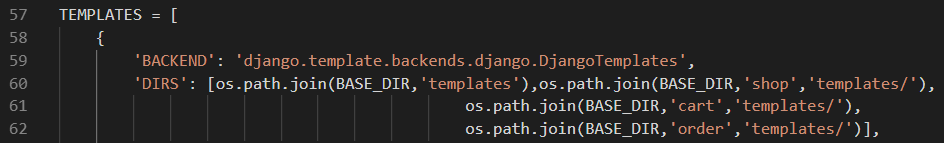 57 TEMPLATES = [
58 {
59 'BACKEND': 'django.template.backends.django.DjangoTemplates',
60 'DIRS': [os.path.join(BASE_DIR,'templates'),os.path.join(BASE_DIR,'shop','templates/'),
61 os.path.join(BASE_DIR,'cart','templates/'),
62 os.path.join(BASE_DIR,'order','templates/')],